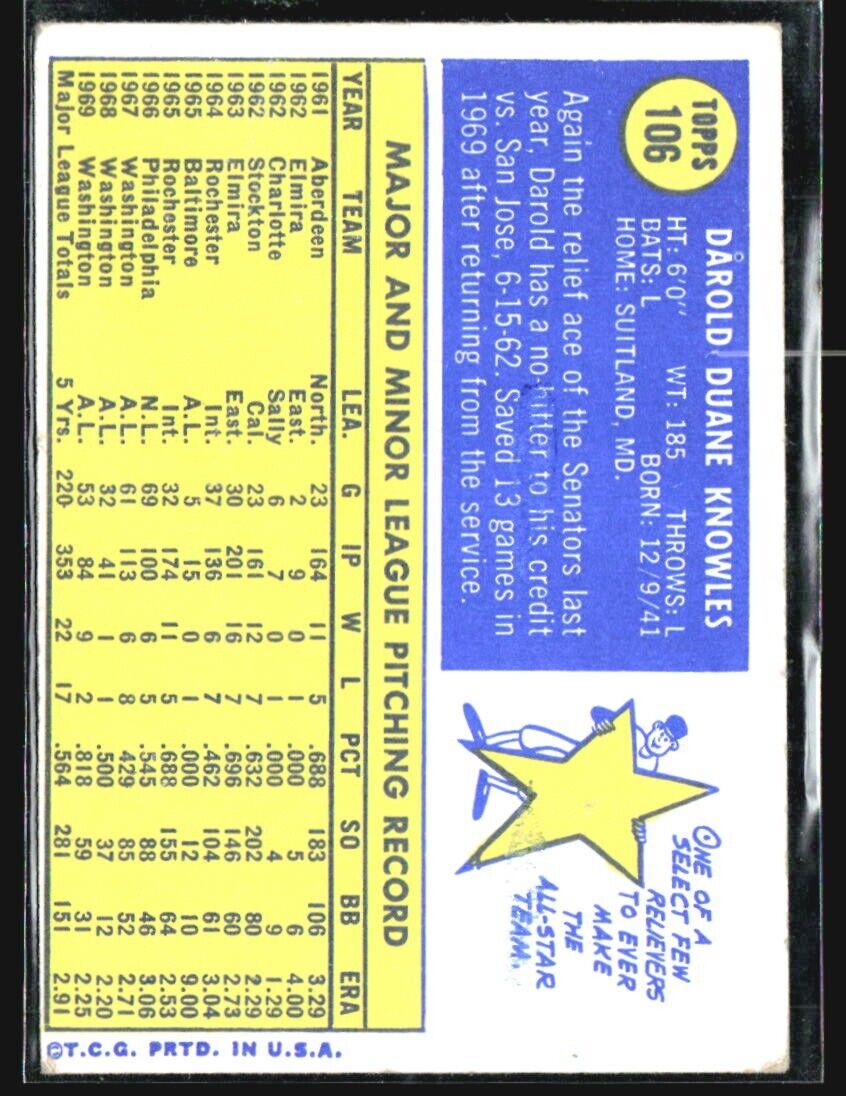 TOPPS
106
DAROLD DUANE KNOWLES
HT: 6'0" WT: 185 THROWS: L
BATS: L BORN: 12/9/41
HOME: SUITLAND, MD.
Again the relief ace of the Senators last
year, Darold has a no-hitter to his credit
vs. San Jose, 6-15-62. Saved 13 games in
1969 after returning from the service.
ONE OF A
SELECT FEW
RELIEVERS
TO EVER
MAKE
THE
ALL-STAR
TEAM.
MAJOR AND MINOR LEAGUE PITCHING RECORD
YEAR TEAM LEA. G IP W L PCT SO BB ERA
1961 Aberdeen North. 23 164 11 5 .688 183 106 3.29
1962 Elmira East. 2 9 0 1 .000 5 6 4.00
1962 Charlotte Sally 6 7 0 1 .000 4 9 1.29
1962 Stockton Cal. 23 161 12 7 .632 202 80 2.29
1963 Elmira East. 30 201 16 7 .696 146 60 2.73
1964 Rochester Int. 37 136 6 7 .462 104 61 3.04
1965 Baltimore A.L. 5 15 0 1 .000 12 10 9.00
1965 Rochester Int. 32 174 11 5 .688 155 64 2.53
1966 Philadelphia N.L. 69 100 6 5 .545 88 46 3.06
1967 Washington A.L. 61 113 6 8 .429 85 52 2.71
1968 Washington A.L. 32 41 1 1 .500 37 12 2.20
1969 Washington A.L. 53 84 9 2 .818 59 31 2.25
Major League Totals 5 Yrs. 220 353 22 17 .564 281 151 2.91
©T.C.G. PRTD. IN U.S.A.